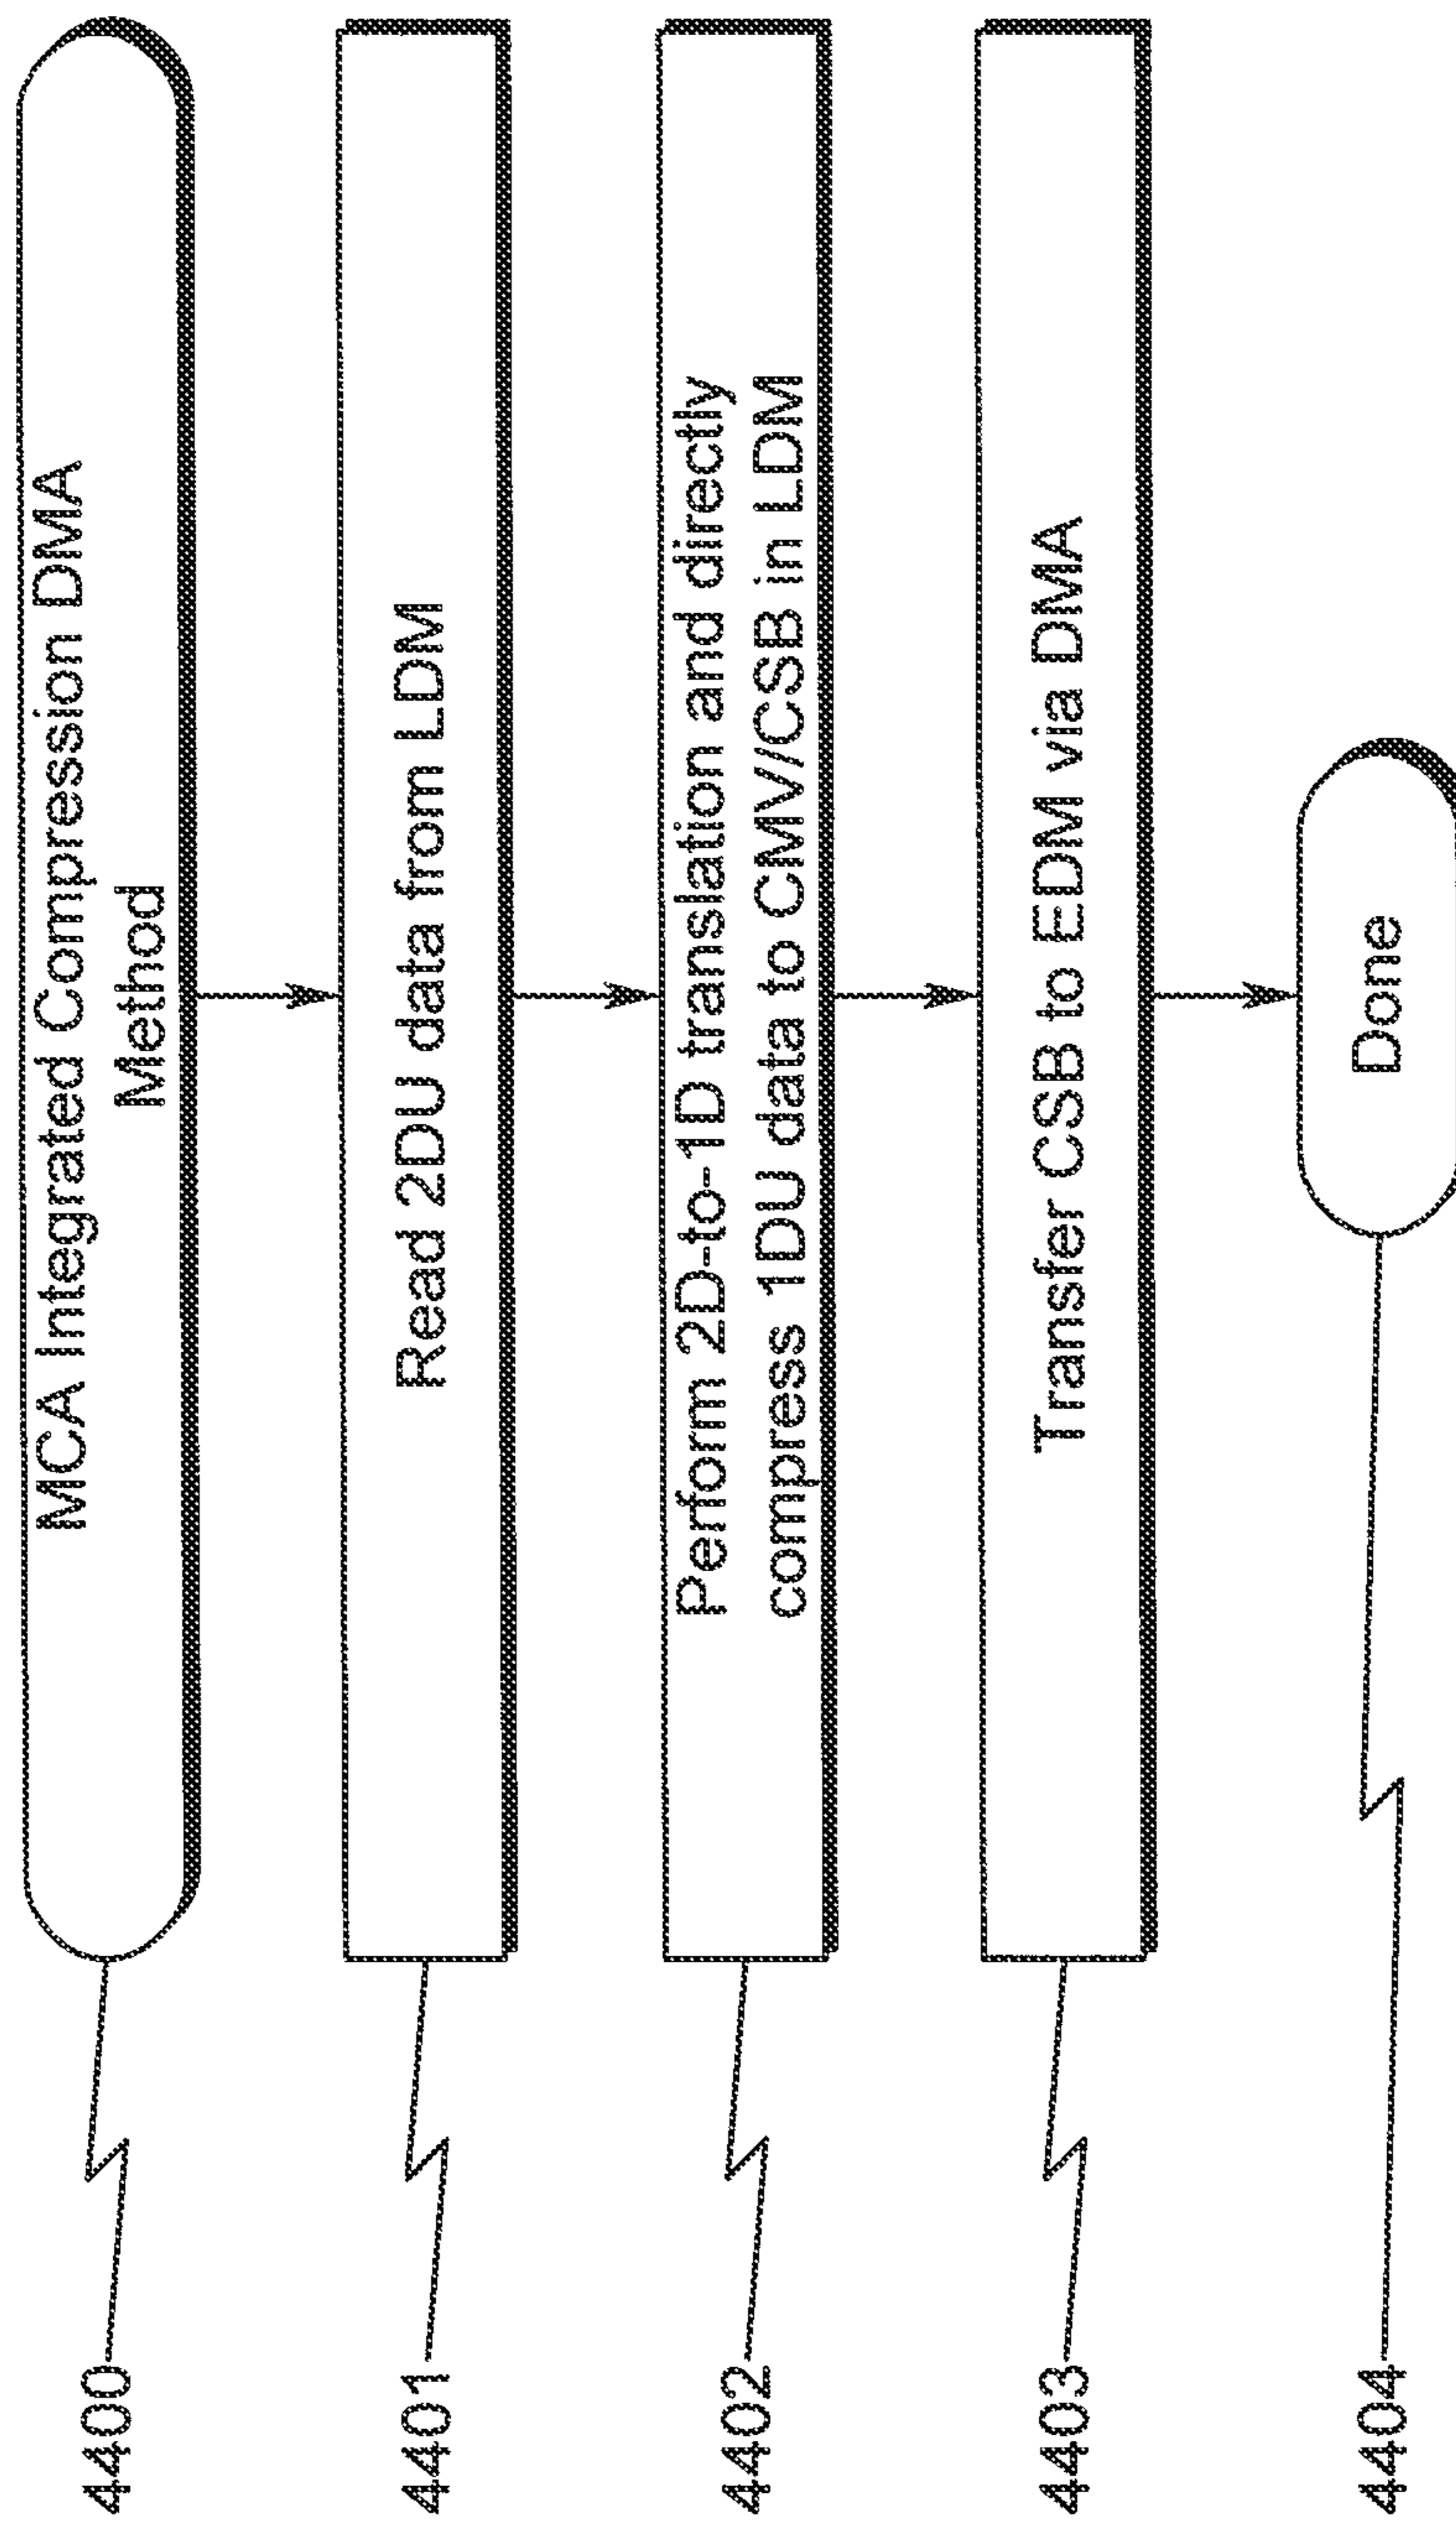 4400
MCA Integrated Compression DMA
Method
4401
Read 2DU data from LDM
4402
Perform 2D-to-1D translation and directly
compress 1DU data to CMV/CSB in LDM
4403
Transfer CSB to EDM via DMA
4404
Done